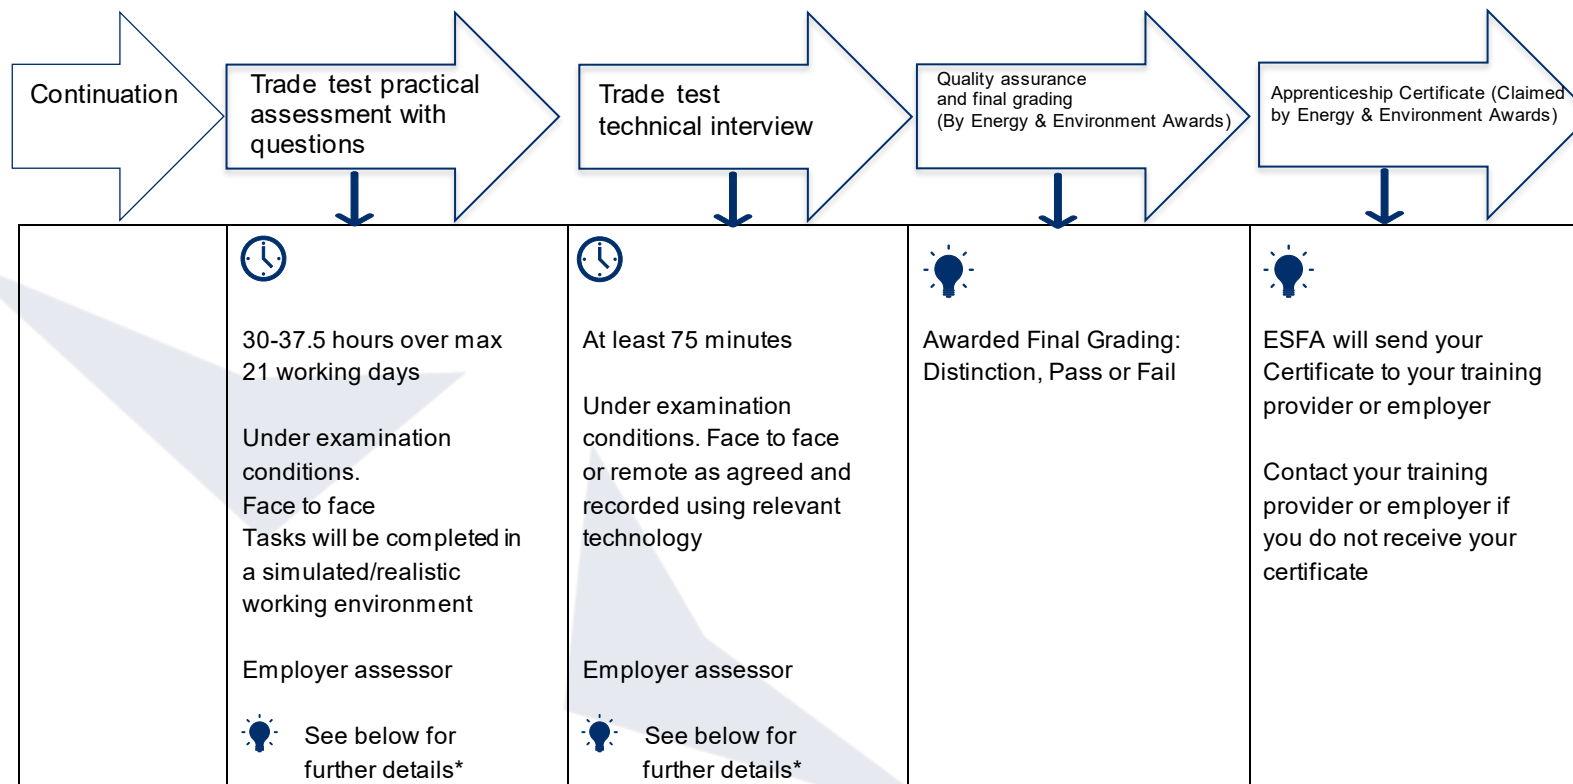 Continuation
Trade test practical
assessment with
questions
Trade test
technical interview
Quality assurance
and final grading
(By Energy & Environment Awards)
Apprenticeship Certificate (Claimed
by Energy & Environment Awards)
30-37.5 hours over max
21 working days
Under examination
conditions.
Face to face
Tasks will be completed in
a simulated/realistic
working environment
Employer assessor
See below for
further details*
At least 75 minutes
Under examination
conditions. Face to face
or remote as agreed and
recorded using relevant
technology
Employer assessor
See below for
further details*
Awarded Final Grading:
Distinction, Pass or Fail
ESFA will send your
Certificate to your training
provider or employer
Contact your training
provider or employer if
you do not receive your
certificate